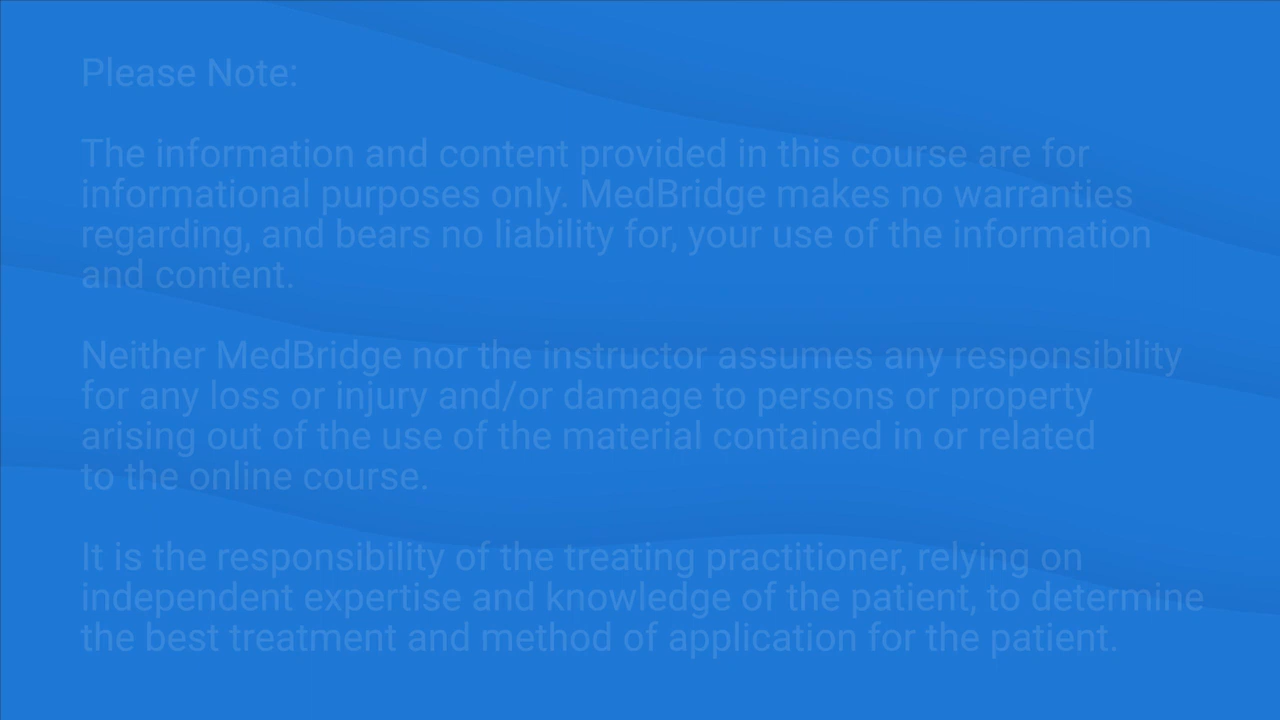 Please Note:
The information and content provided in this course are for
informational purposes only. MedBridge makes no warranties
regarding, and bears no liability for, your use of the information
and content.
Neither MedBridge nor the instructor assumes any responsibility
for any loss or injury and/or damage to persons or property
arising out of the use of the material contained in or related
to the online course.
It is the responsibility of the treating practitioner, relying on
independent expertise and knowledge of the patient, to determine
the best treatment and method of application for the patient.